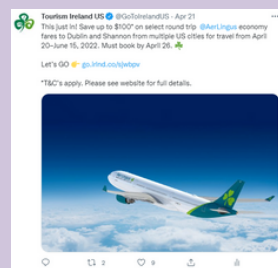 Tourism Ireland US @GoToIrelandUS · Apr 21
This just in! Save up to $100* on select round trip @AerLingus economy
fares to Dublin and Shannon from multiple US cities for travel from April
20–June 15, 2022. Must book by April 26. ☘️
Let's GO 👉 go.irlnd.co/sjwbpv
*T&C's apply. Please see website for full details.
2 9